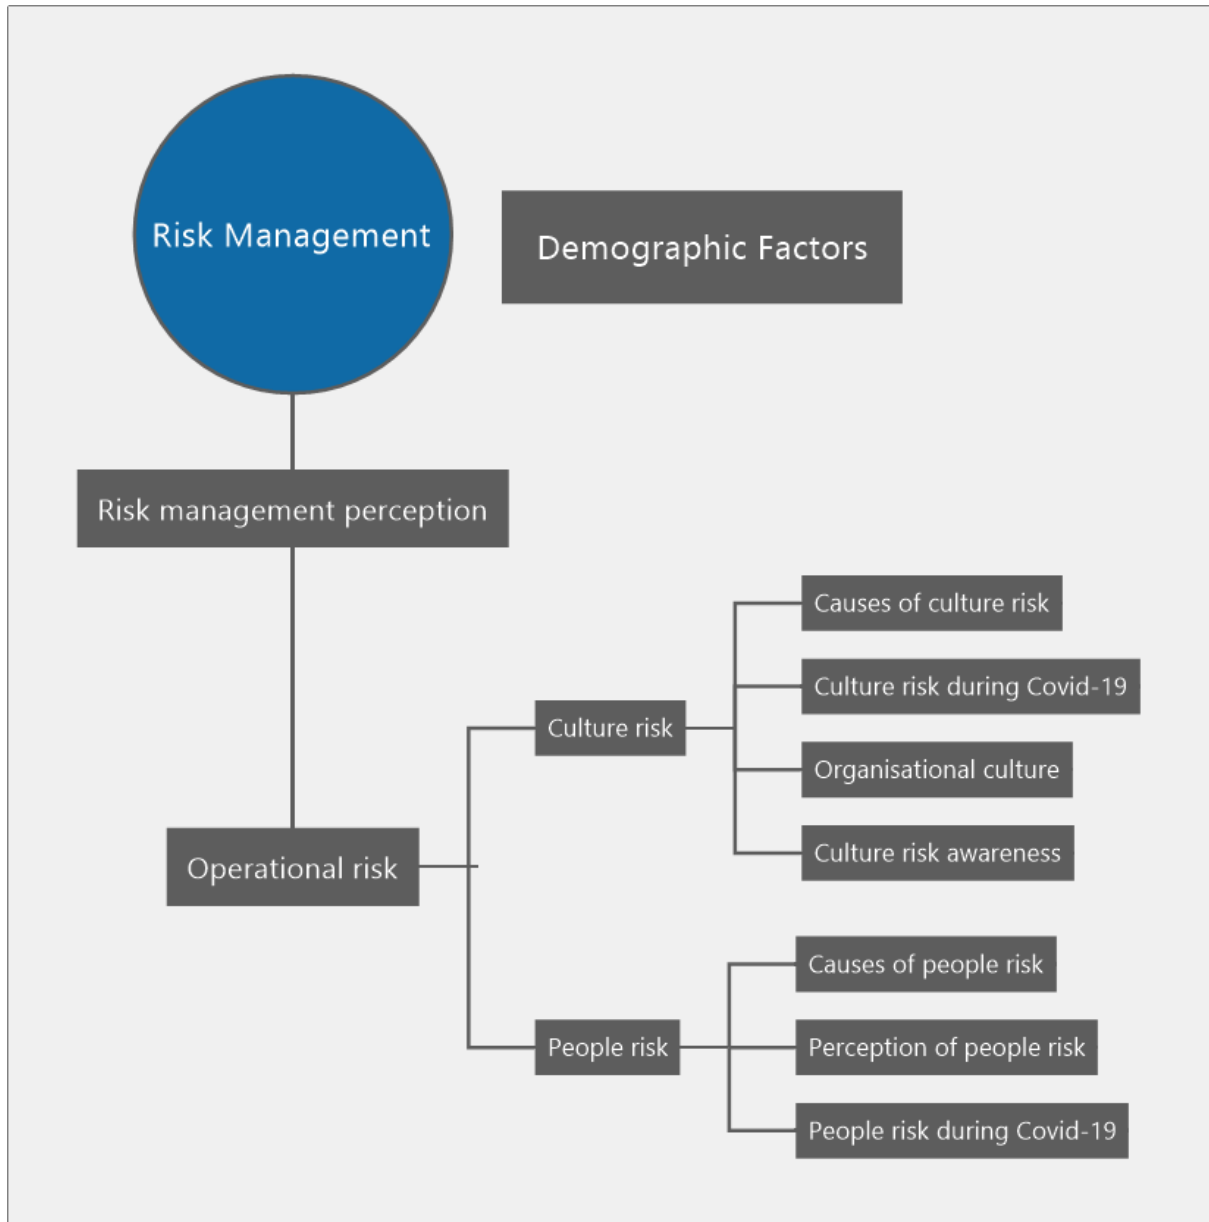 Risk Management
Demographic Factors
Risk management perception
Operational risk
Culture risk
Causes of culture risk
Culture risk during Covid-19
Organisational culture
Culture risk awareness
People risk
Causes of people risk
Perception of people risk
People risk during Covid-19